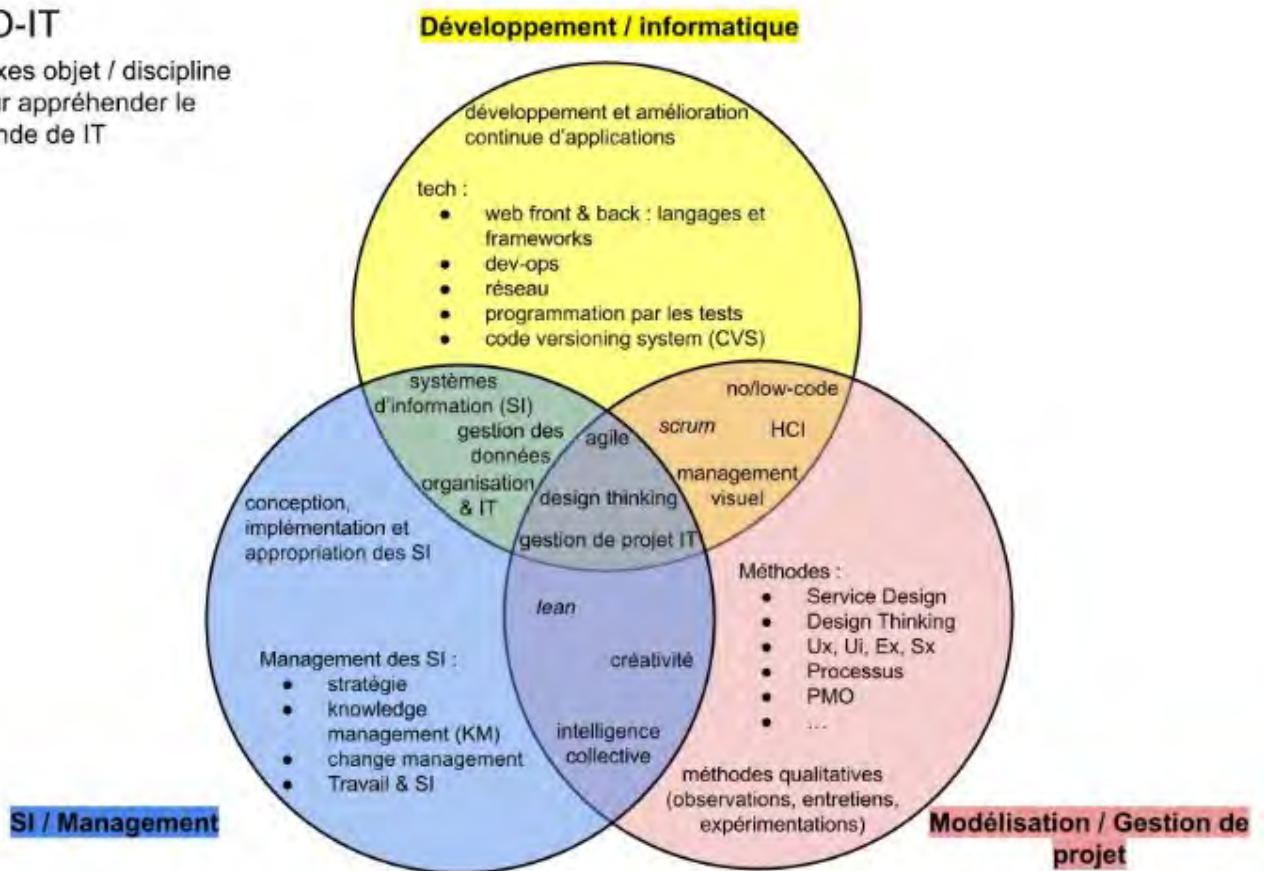 -IT
Développement / informatique
objet / discipline
appréhender le
de IT
développement et amélioration
continue d'applications
tech :
● web front & back : langages et
frameworks
● dev-ops
● réseau
● programmation par les tests
● code versioning system (CVS)
systèmes
d'information (SI)
gestion des
données
organisation
& IT
agile
design thinking
gestion de projet IT
no/low-code
scrum
HCI
management
visuel
conception,
implémentation et
appropriation des SI
Management des SI :
● stratégie
● knowledge
management (KM)
● change management
● Travail & SI
lean
créativité
intelligence
collective
Méthodes :
● Service Design
● Design Thinking
● Ux, Ui, Ex, Sx
● Processus
● PMO
● ...
méthodes qualitatives
(observations, entretiens,
expérimentations)
SI / Management
Modélisation / Gestion de
projet